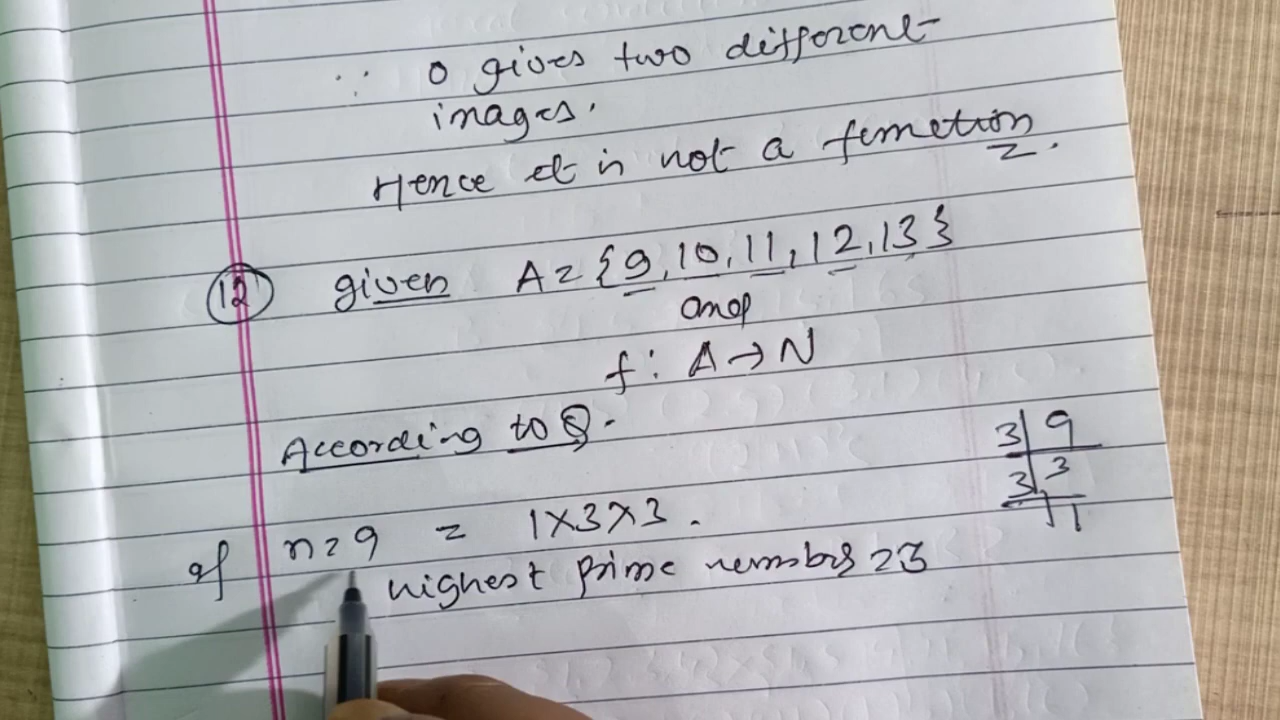 ∵ 0 gives two different
images.
Hence it is not a function
12 given A = {9, 10, 11, 12, 13}
and
f : A → N
According to Q.
3 | 9
3 | 3
1
If n = 9 = 1×3×3.
highest prime number = 3